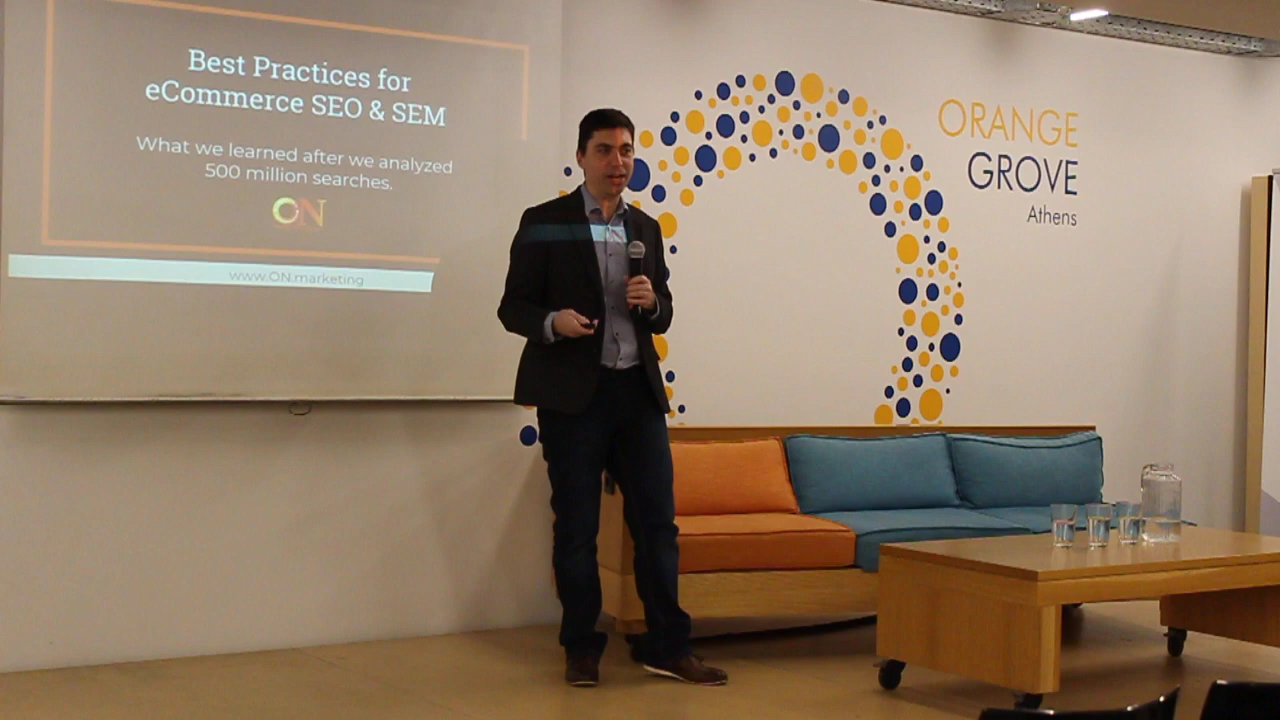 Best Practices for
eCommerce SEO & SEM
What we learned after we analyzed
500 million searches.
ON
www.ON.marketing
ORANGE
GROVE
Athens